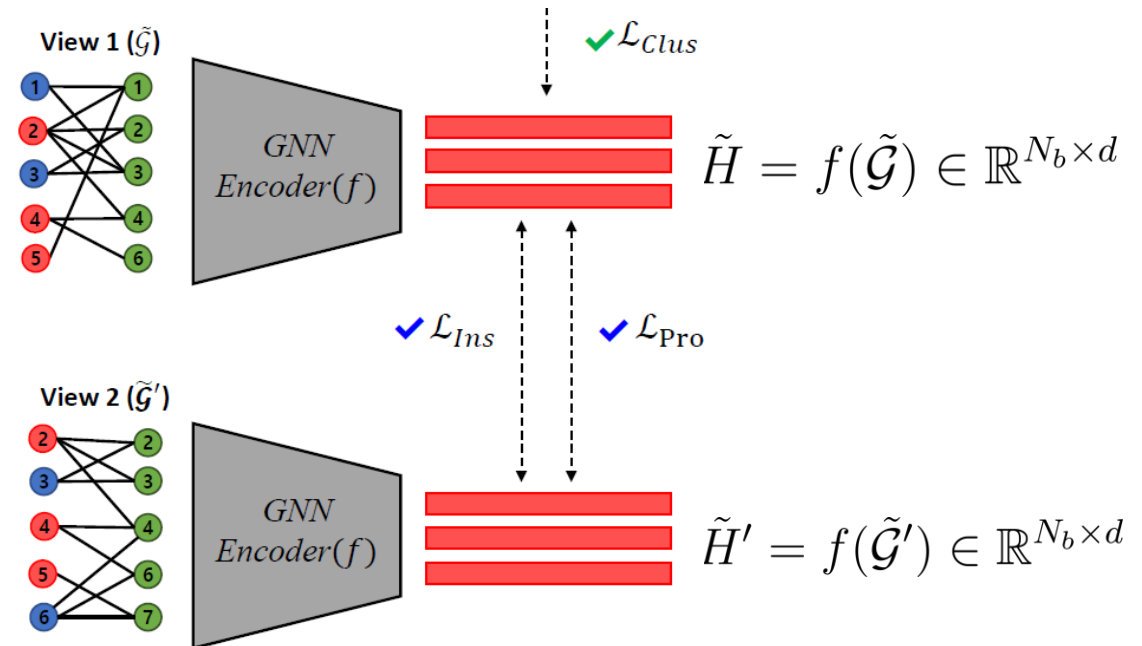 View 1 (𝒢̃)
✔ ℒ_Clus
1 1
2 2
3 3
4 4
5 6
GNN
Encoder(f)
H̃ = f(𝒢̃) ∈ ℝ^{N_b×d}
✔ ℒ_Ins ✔ ℒ_Pro
View 2 (𝒢̃′)
2 2
3 3
4 4
5 6
6 7
GNN
Encoder(f)
H̃′ = f(𝒢̃′) ∈ ℝ^{N_b×d}